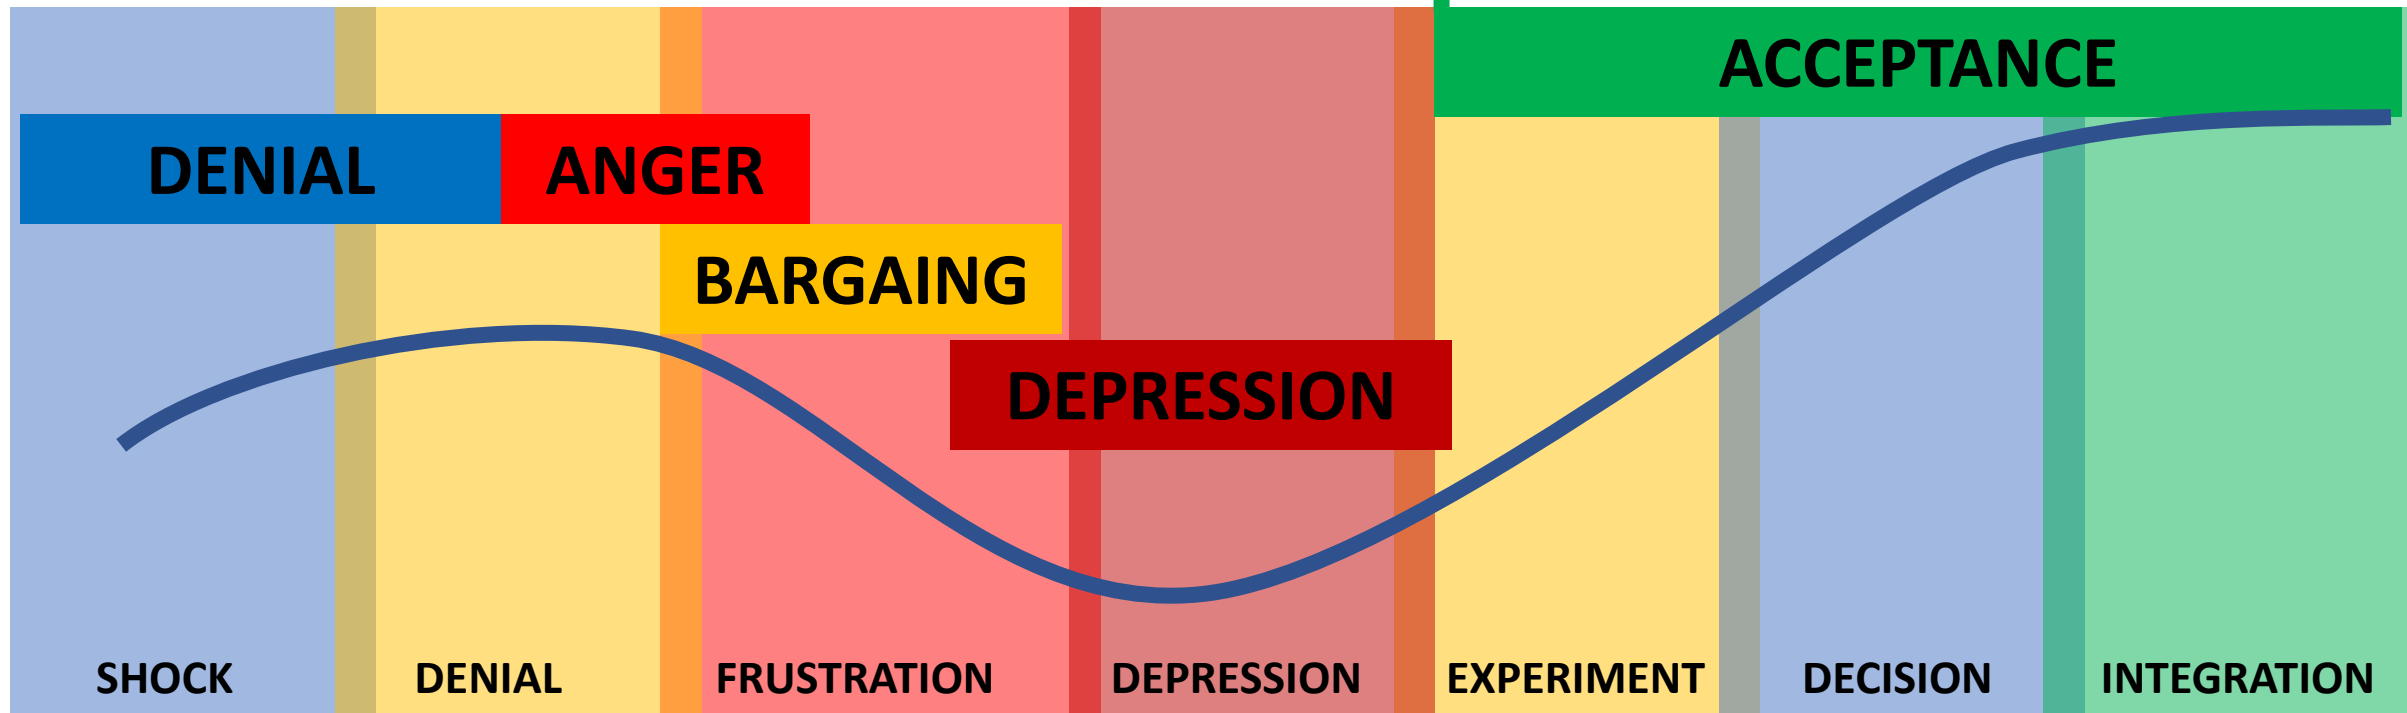 ACCEPTANCE
DENIAL ANGER
BARGAING
DEPRESSION
SHOCK DENIAL FRUSTRATION DEPRESSION EXPERIMENT DECISION INTEGRATION